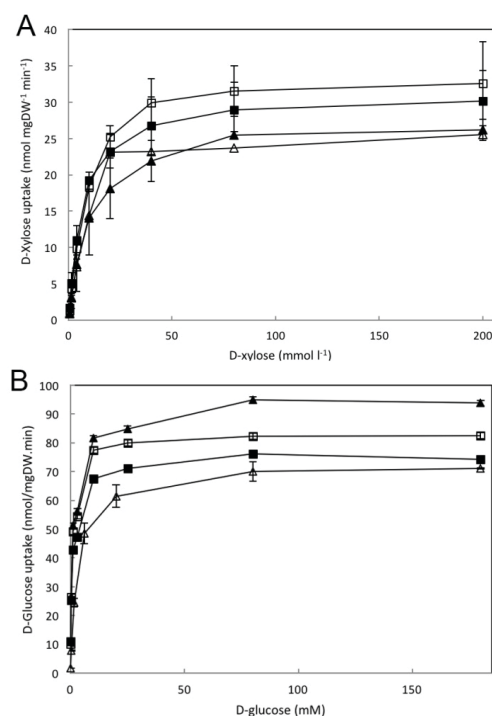 A
40
35
30
25
20
15
10
5
0
D-Xylose uptake (nmol mgDW⁻¹ min⁻¹)
0 50 100 150 200
D-xylose (mmol l⁻¹)
B
100
90
80
70
60
50
40
30
20
10
0
D-Glucose uptake (nmol/mgDW.min)
0 50 100 150
D-glucose (mM)